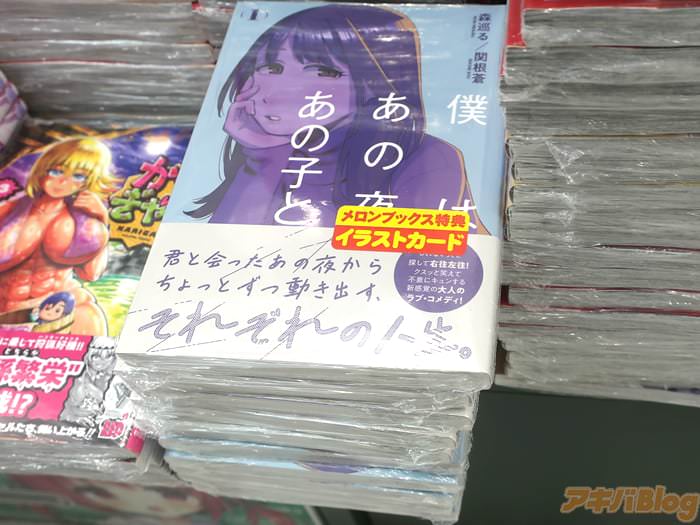 1
森巡る/関根蒼
僕は
あの夜
あの子と
メロンブックス特典
イラストカード
君と会ったあの夜から
ちょっとずつ動き出す、
それぞれの人生。
探して右往左往!
クスッと笑えて
不意にキュンする
新感覚の大人の
ラブ・コメディ!
KARIGA
繁栄"
!?
アキバBlog